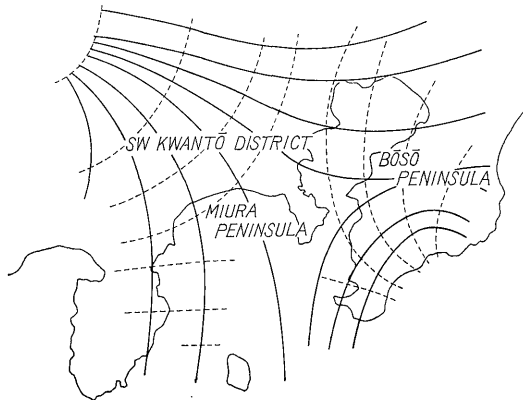 SW KWANTŌ DISTRICT
BŌSŌ
PENINSULA
MIURA
PENINSULA